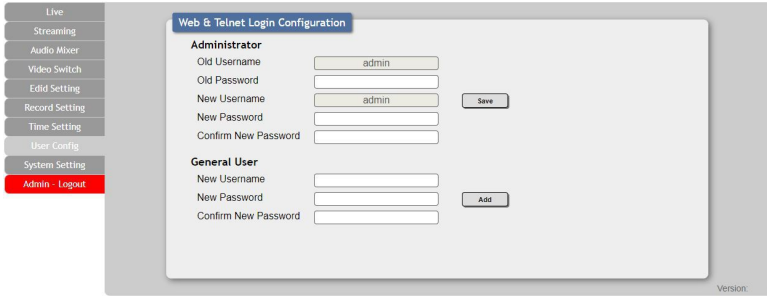 Live
Streaming
Audio Mixer
Video Switch
Edid Setting
Record Setting
Time Setting
User Config
System Setting
Admin - Logout
Web & Telnet Login Configuration
Administrator
Old Username admin
Old Password
New Username admin Save
New Password
Confirm New Password
General User
New Username
New Password Add
Confirm New Password
Version: